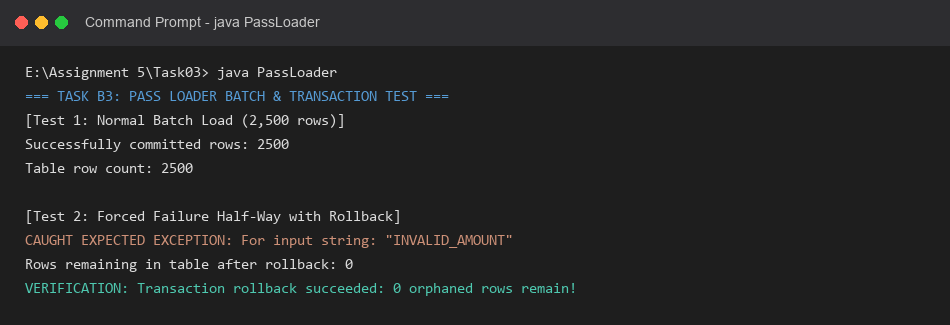 Command Prompt - java PassLoader
E:\Assignment 5\Task03> java PassLoader
=== TASK B3: PASS LOADER BATCH & TRANSACTION TEST ===
[Test 1: Normal Batch Load (2,500 rows)]
Successfully committed rows: 2500
Table row count: 2500
[Test 2: Forced Failure Half-Way with Rollback]
CAUGHT EXPECTED EXCEPTION: For input string: "INVALID_AMOUNT"
Rows remaining in table after rollback: 0
VERIFICATION: Transaction rollback succeeded: 0 orphaned rows remain!